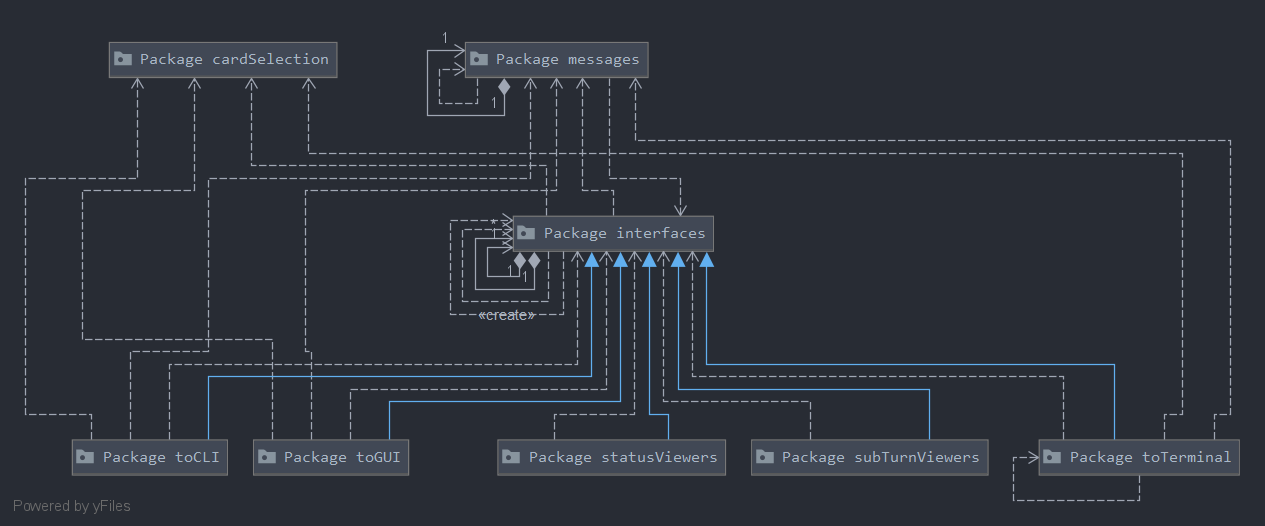 1
Package cardSelection
Package messages
1
*
1
Package interfaces
1
1
«create»
Package toCLI
Package toGUI
Package statusViewers
Package subTurnViewers
Package toTerminal
Powered by yFiles